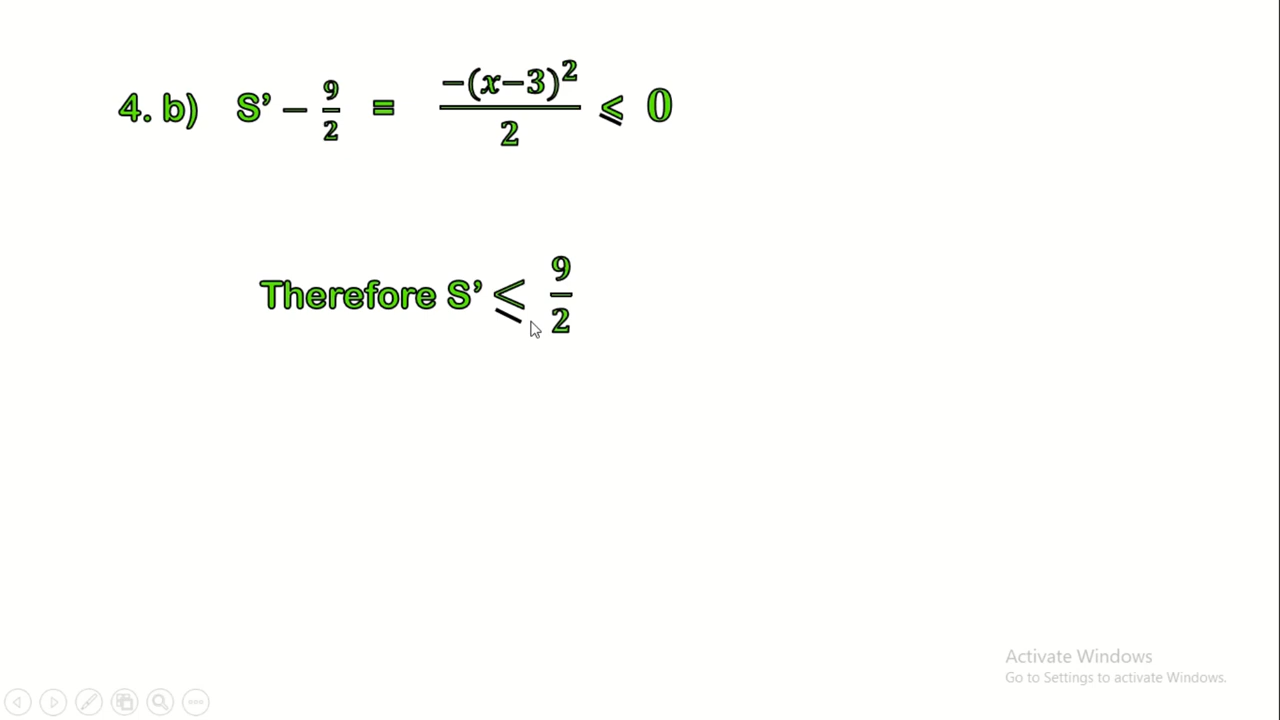 4. b) S’ − 9/2 = −(x−3)²/2 ⩽ 0
Therefore S’ ⩽ 9/2
Activate Windows
Go to Settings to activate Windows.